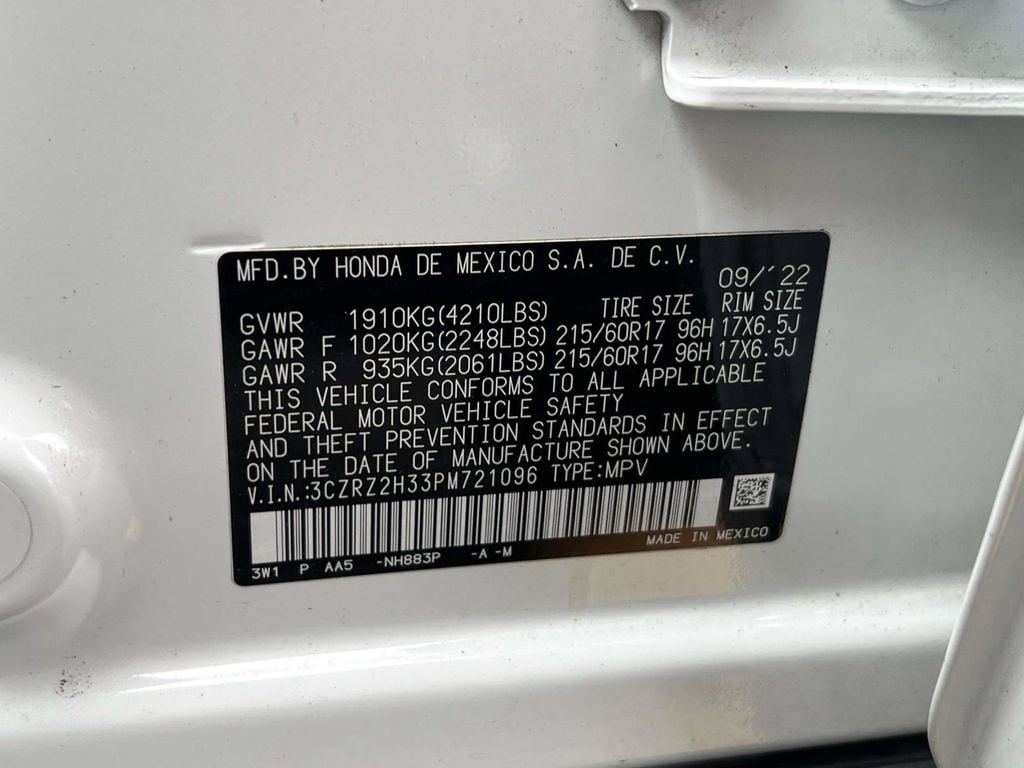 MFD.BY HONDA DE MEXICO S.A. DE C.V.
09/'22
GVWR 1910KG(4210LBS) TIRE SIZE RIM SIZE
GAWR F 1020KG(2248LBS) 215/60R17 96H 17X6.5J
GAWR R 935KG(2061LBS) 215/60R17 96H 17X6.5J
THIS VEHICLE CONFORMS TO ALL APPLICABLE
FEDERAL MOTOR VEHICLE SAFETY
AND THEFT PREVENTION STANDARDS IN EFFECT
ON THE DATE OF MANUFACTURE SHOWN ABOVE.
V.I.N.:3CZRZ2H33PM721096 TYPE:MPV
MADE IN MEXICO
3W1 P AA5 -NH883P -A -M